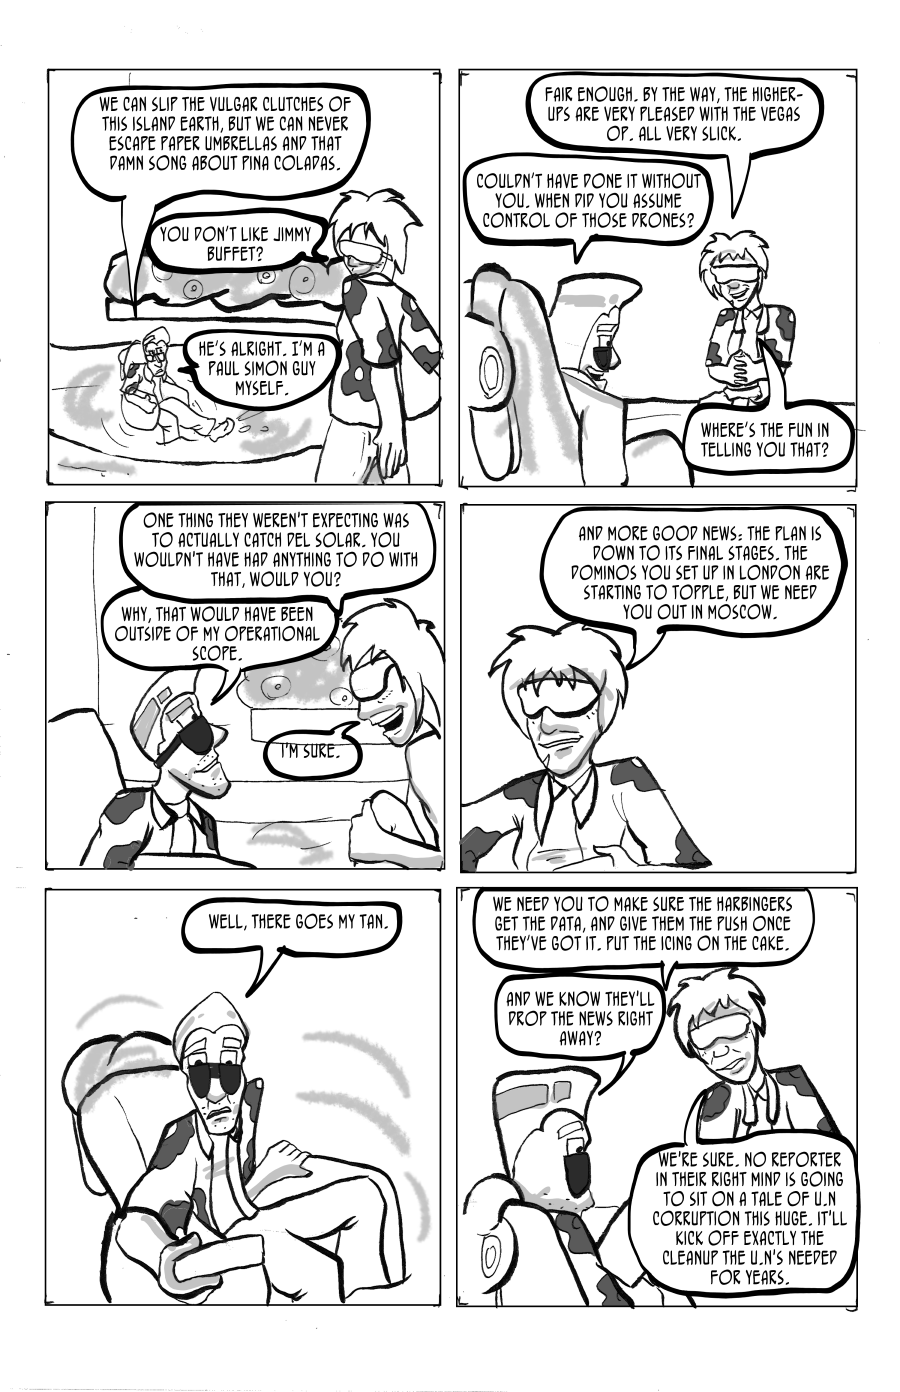 WE CAN SLIP THE VULGAR CLUTCHES OF
THIS ISLAND EARTH, BUT WE CAN NEVER
ESCAPE PAPER UMBRELLAS AND THAT
DAMN SONG ABOUT PINA COLADAS.
YOU DON'T LIKE JIMMY
BUFFET?
HE'S ALRIGHT. I'M A
PAUL SIMON GUY
MYSELF.
FAIR ENOUGH. BY THE WAY, THE HIGHER-
UPS ARE VERY PLEASED WITH THE VEGAS
OP. ALL VERY SLICK.
COULDN'T HAVE DONE IT WITHOUT
YOU. WHEN DID YOU ASSUME
CONTROL OF THOSE DRONES?
WHERE'S THE FUN IN
TELLING YOU THAT?
ONE THING THEY WEREN'T EXPECTING WAS
TO ACTUALLY CATCH DEL SOLAR. YOU
WOULDN'T HAVE HAD ANYTHING TO DO WITH
THAT, WOULD YOU?
WHY, THAT WOULD HAVE BEEN
OUTSIDE OF MY OPERATIONAL
SCOPE.
I'M SURE.
AND MORE GOOD NEWS: THE PLAN IS
DOWN TO ITS FINAL STAGES. THE
DOMINOS YOU SET UP IN LONDON ARE
STARTING TO TOPPLE, BUT WE NEED
YOU OUT IN MOSCOW.
WELL, THERE GOES MY TAN.
WE NEED YOU TO MAKE SURE THE HARBINGERS
GET THE DATA, AND GIVE THEM THE PUSH ONCE
THEY'VE GOT IT. PUT THE ICING ON THE CAKE.
AND WE KNOW THEY'LL
DROP THE NEWS RIGHT
AWAY?
WE'RE SURE. NO REPORTER
IN THEIR RIGHT MIND IS GOING
TO SIT ON A TALE OF U.N
CORRUPTION THIS HUGE. IT'LL
KICK OFF EXACTLY THE
CLEANUP THE U.N'S NEEDED
FOR YEARS.